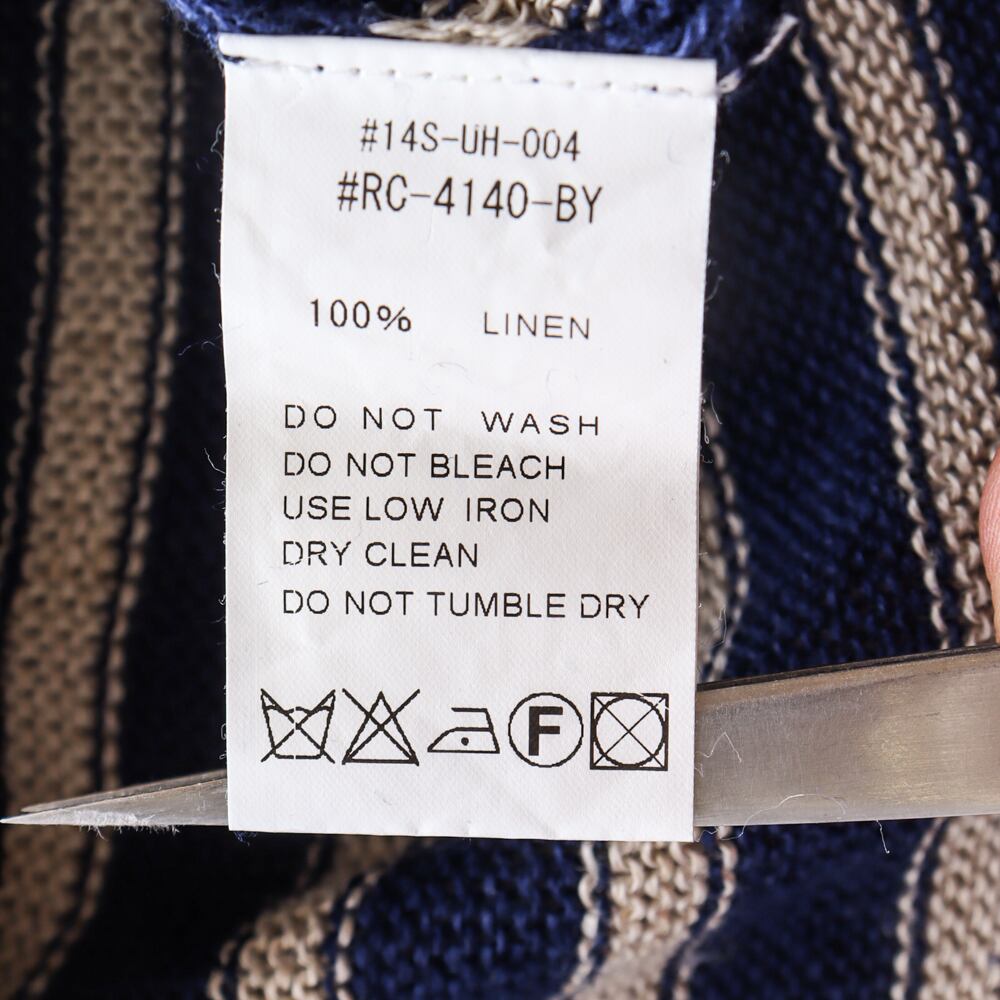 #14S-UH-004
#RC-4140-BY
100% LINEN
DO NOT WASH
DO NOT BLEACH
USE LOW IRON
DRY CLEAN
DO NOT TUMBLE DRY
F